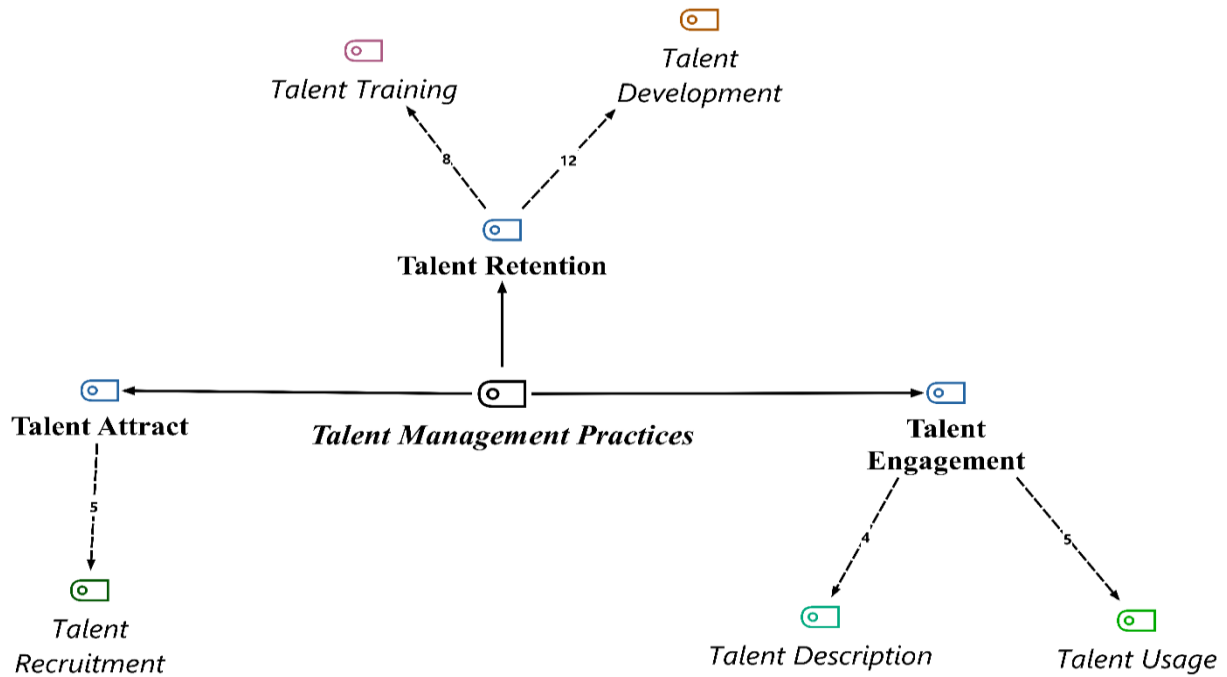 Talent
Development
Talent Training
8
12
Talent Retention
Talent Attract
Talent Management Practices
Talent
Engagement
5
4
5
Talent
Recruitment
Talent Description
Talent Usage